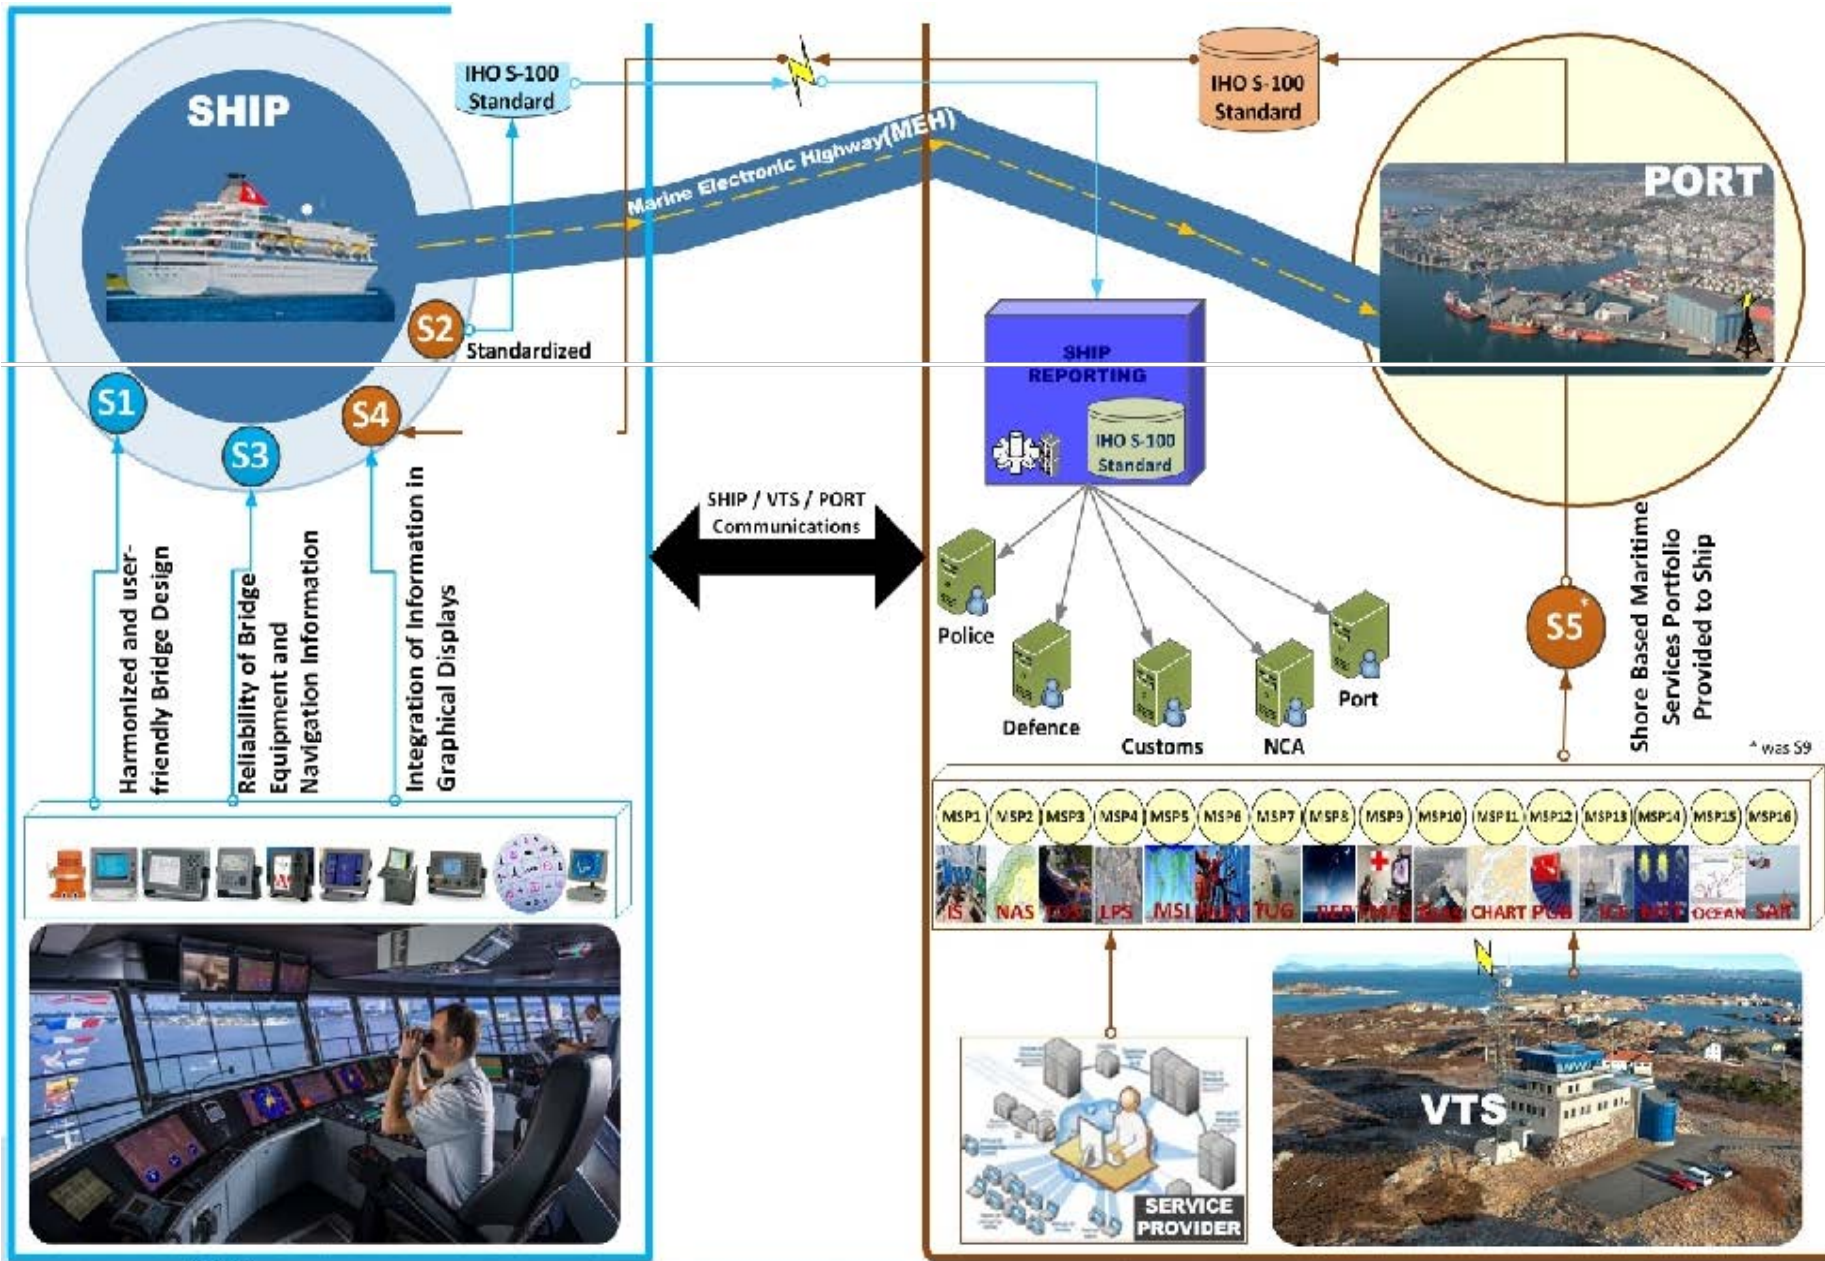 SHIP
IHO S-100
Standard
IHO S-100
Standard
Marine Electronic Highway(MEH)
PORT
S2
Standardized
S1
S3
S4
SHIP
REPORTING
IHO S-100
Standard
SHIP / VTS / PORT
Communications
Harmonized and user-
friendly Bridge Design
Reliability of Bridge
Equipment and
Navigation Information
Integration of Information in
Graphical Displays
Police
Defence
Customs
NCA
Port
S5*
Shore Based Maritime
Services Portfolio
Provided to Ship
* was S9
MSP1 MSP2 MSP3 MSP4 MSP5 MSP6 MSP7 MSP8 MSP9 MSP10 MSP11 MSP12 MSP13 MSP14 MSP15 MSP16
IS NAS TOS LPS MSI TUG REP TMAS CHART PUB ICE MET OCEAN SAR
VTS
SERVICE
PROVIDER